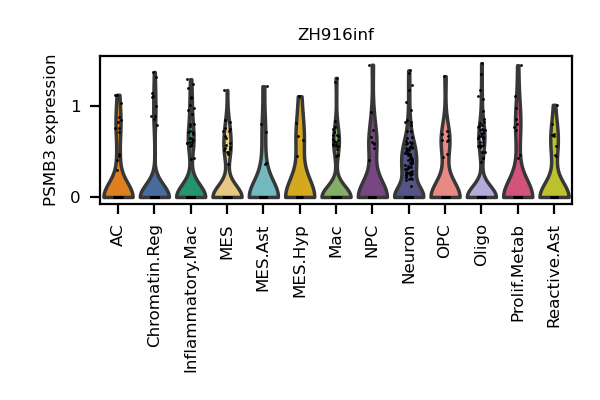 ZH916inf
PSMB3 expression
1
0
AC
Chromatin.Reg
Inflammatory.Mac
MES
MES.Ast
MES.Hyp
Mac
NPC
Neuron
OPC
Oligo
Prolif.Metab
Reactive.Ast